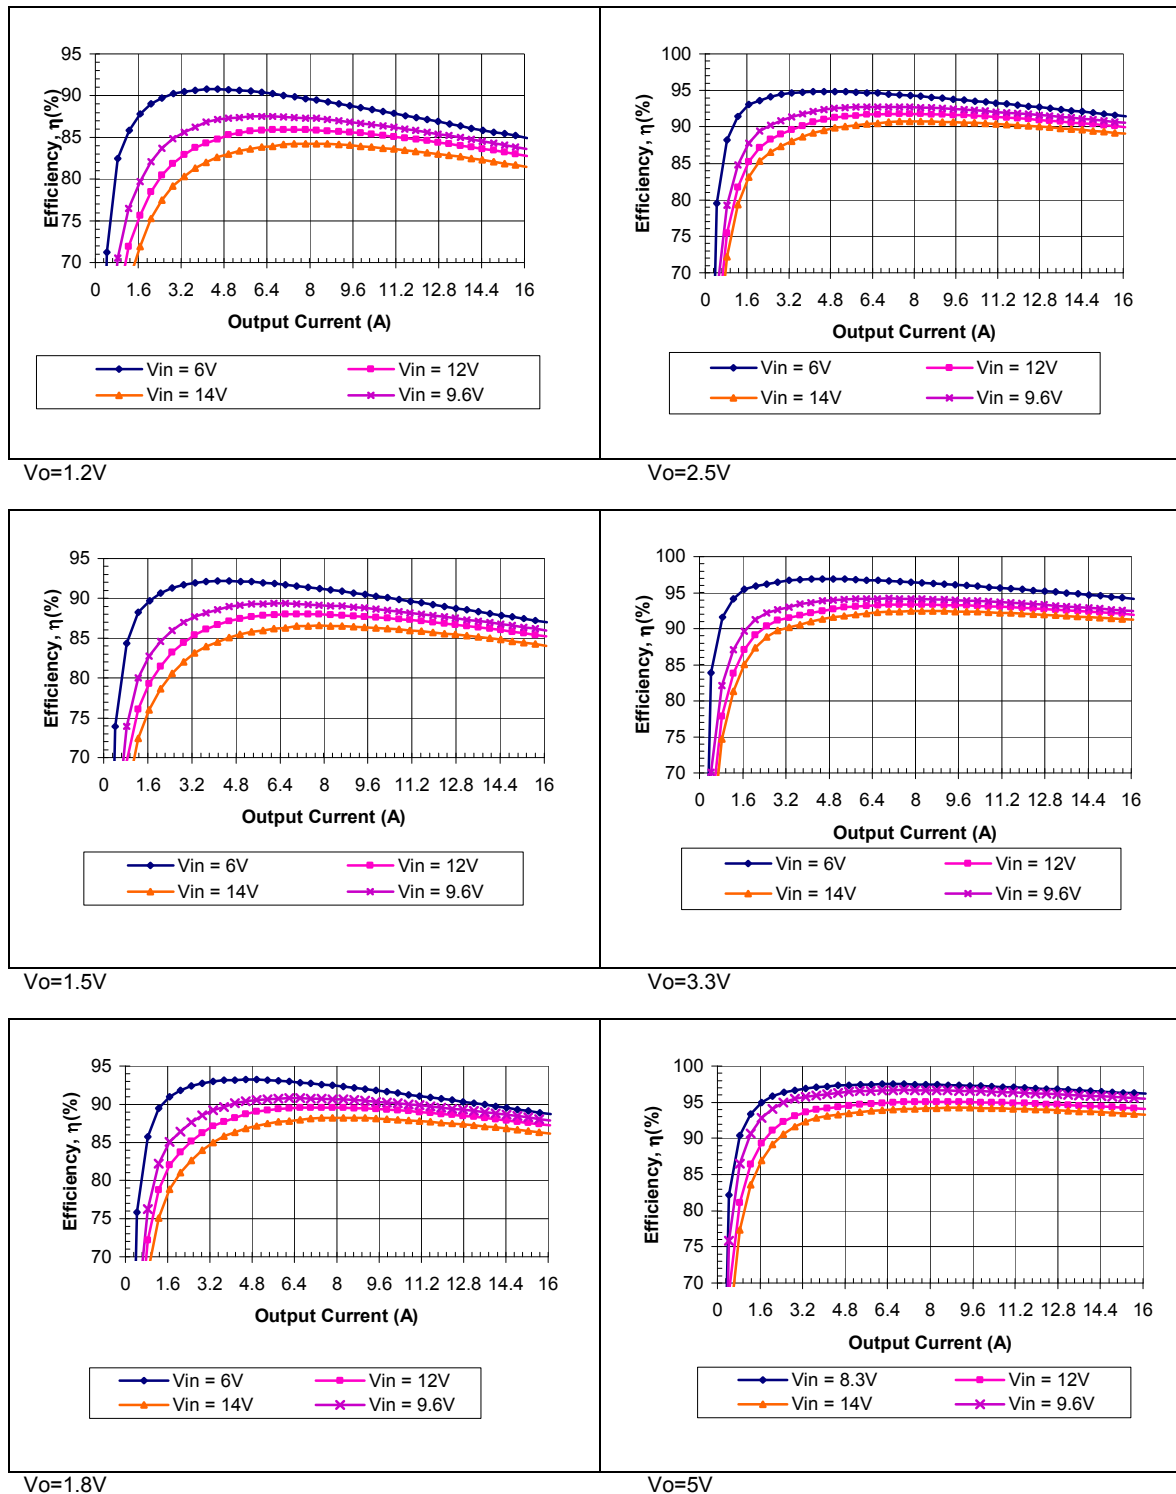 95
90
85
80
75
70
Efficiency, η(%)
0 1.6 3.2 4.8 6.4 8 9.6 11.2 12.8 14.4 16
Output Current (A)
Vin = 6V Vin = 12V
Vin = 14V Vin = 9.6V
Vo=1.2V
100
95
90
85
80
75
70
Efficiency, η(%)
0 1.6 3.2 4.8 6.4 8 9.6 11.2 12.8 14.4 16
Output Current (A)
Vin = 6V Vin = 12V
Vin = 14V Vin = 9.6V
Vo=2.5V
95
90
85
80
75
70
Efficiency, η(%)
0 1.6 3.2 4.8 6.4 8 9.6 11.2 12.8 14.4 16
Output Current (A)
Vin = 6V Vin = 12V
Vin = 14V Vin = 9.6V
Vo=1.5V
100
95
90
85
80
75
70
Efficiency, η(%)
0 1.6 3.2 4.8 6.4 8 9.6 11.2 12.8 14.4 16
Output Current (A)
Vin = 6V Vin = 12V
Vin = 14V Vin = 9.6V
Vo=3.3V
95
90
85
80
75
70
Efficiency, η(%)
0 1.6 3.2 4.8 6.4 8 9.6 11.2 12.8 14.4 16
Output Current (A)
Vin = 6V Vin = 12V
Vin = 14V Vin = 9.6V
Vo=1.8V
100
95
90
85
80
75
70
Efficiency, η(%)
0 1.6 3.2 4.8 6.4 8 9.6 11.2 12.8 14.4 16
Output Current (A)
Vin = 8.3V Vin = 12V
Vin = 14V Vin = 9.6V
Vo=5V